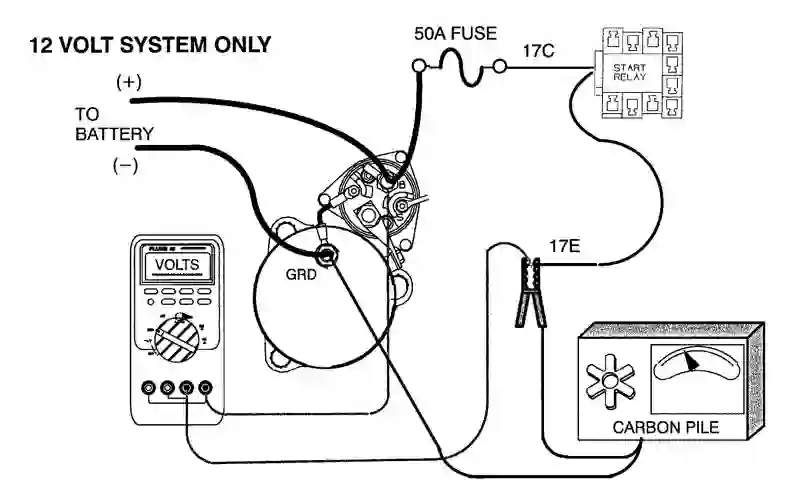 12 VOLT SYSTEM ONLY
50A FUSE
17C
START
RELAY
(+)
TO
BATTERY
(−)
B
17E
VOLTS
GRD
CARBON PILE